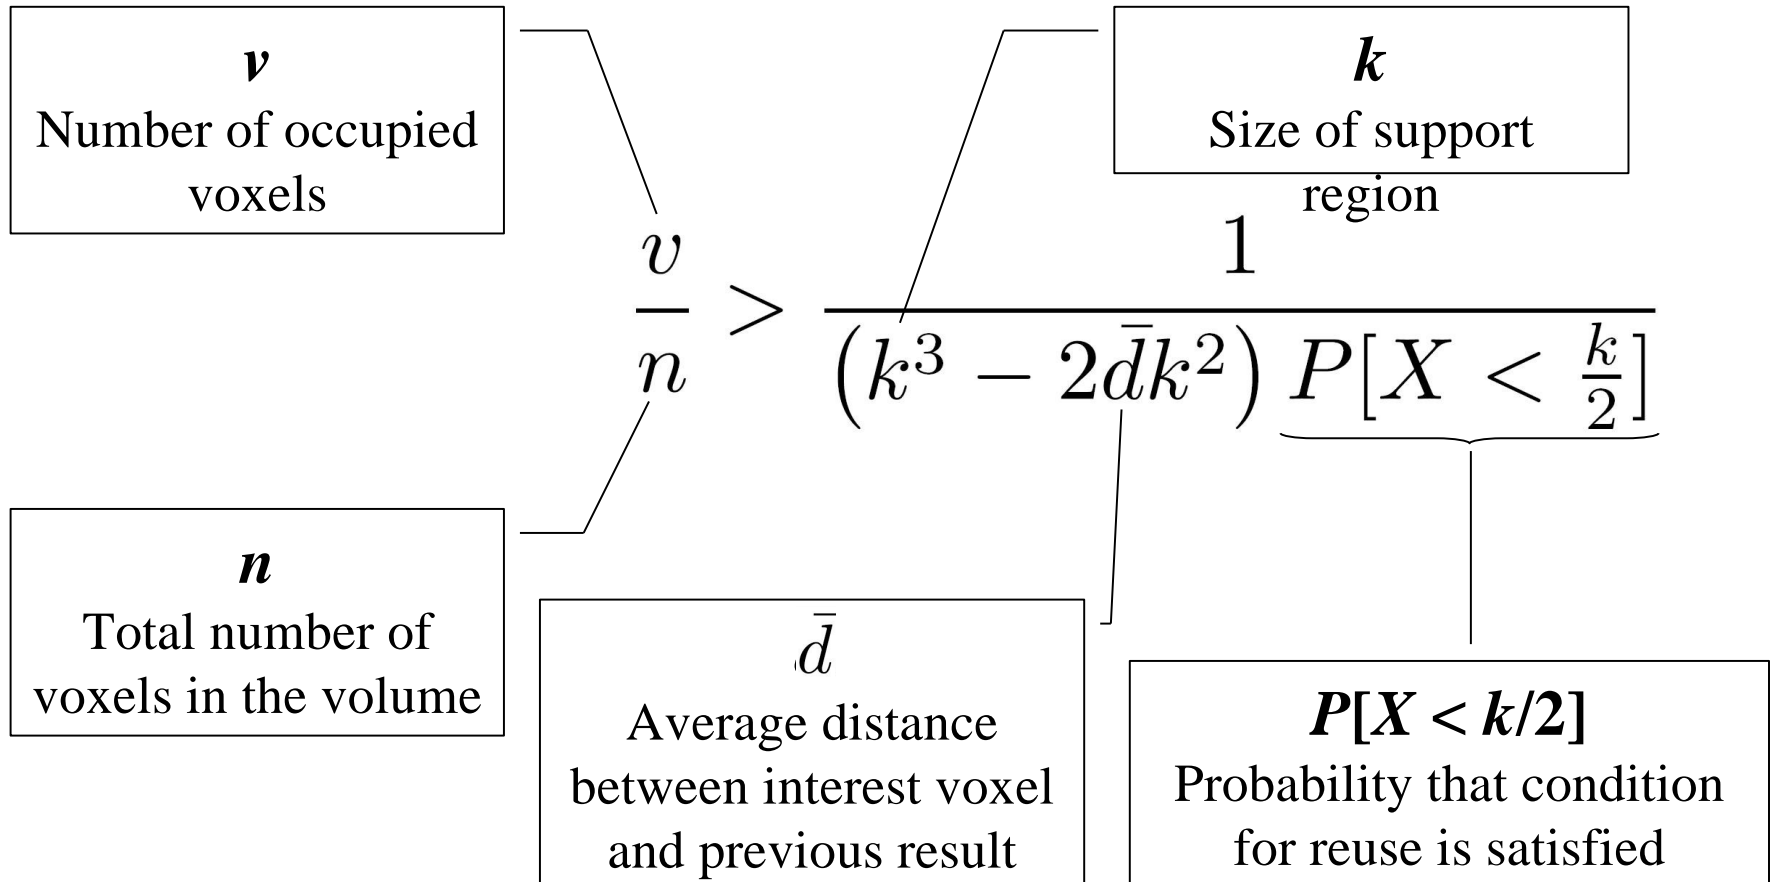 v
Number of occupied
voxels
k
Size of support
region
v/n > 1/((k³ − 2d̄k²) P[X < k/2])
n
Total number of
voxels in the volume
d̄
Average distance
between interest voxel
and previous result
P[X < k/2]
Probability that condition
for reuse is satisfied